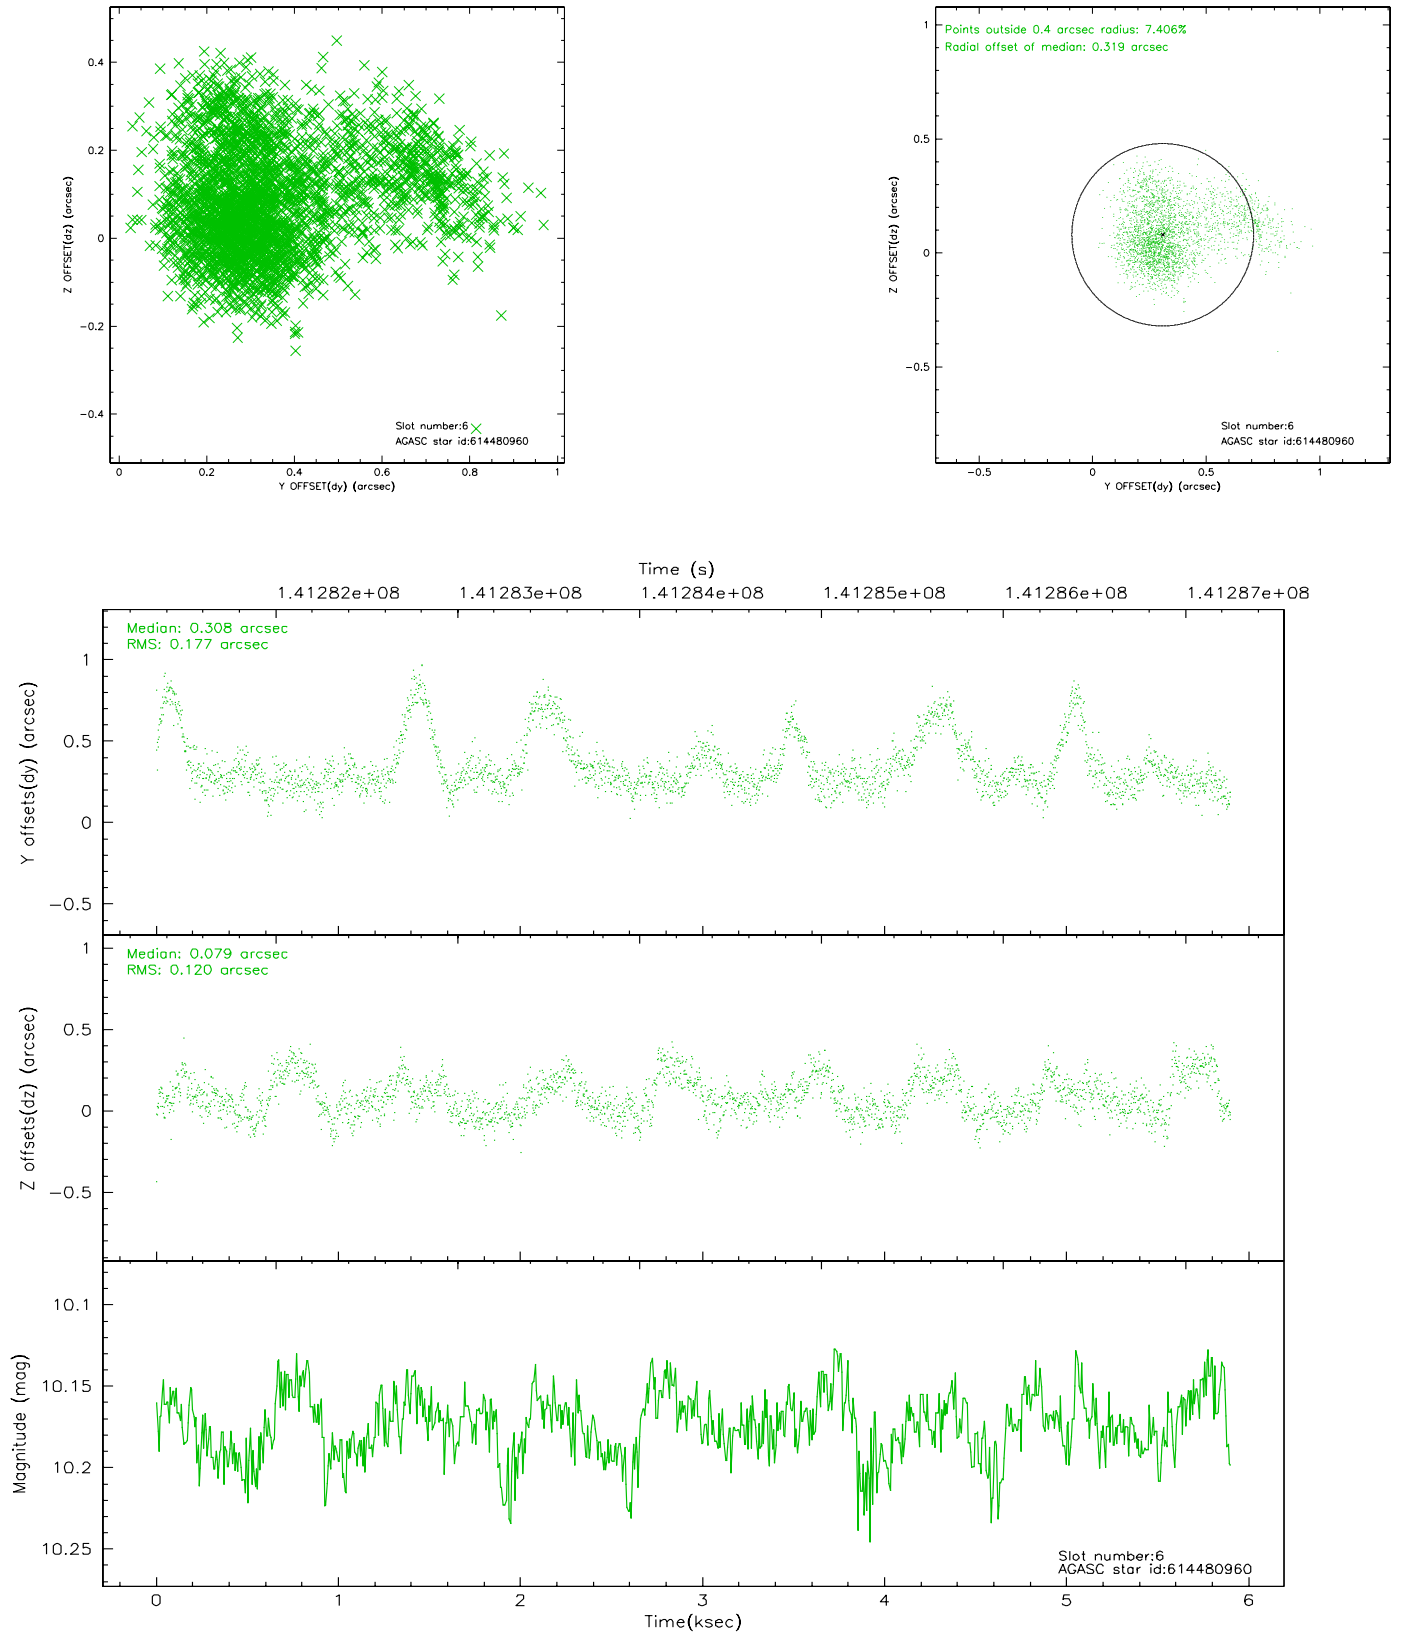 0.4
0.2
0
−0.2
−0.4
Z OFFSET(dz) (arcsec)
Slot number:6
AGASC star id:614480960
0 0.2 0.4 0.6 0.8 1
Y OFFSET(dy) (arcsec)
Points outside 0.4 arcsec radius: 7.406%
Radial offset of median: 0.319 arcsec
1
0.5
0
−0.5
Z OFFSET(dz) (arcsec)
Slot number:6
AGASC star id:614480960
−0.5 0 0.5 1
Y OFFSET(dy) (arcsec)
Time (s)
1.41282e+08 1.41283e+08 1.41284e+08 1.41285e+08 1.41286e+08 1.41287e+08
Median: 0.308 arcsec
RMS: 0.177 arcsec
1
0.5
0
−0.5
Y offsets(dy) (arcsec)
Median: 0.079 arcsec
RMS: 0.120 arcsec
1
0.5
0
−0.5
Z offsets(dz) (arcsec)
10.1
10.15
10.2
10.25
Magnitude (mag)
Slot number:6
AGASC star id:614480960
0 1 2 3 4 5 6
Time(ksec)